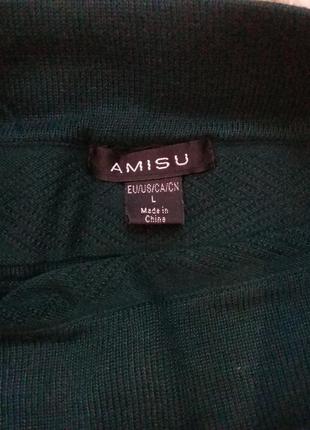 AMISU
EU/US/CA/CN
L
Made in
China